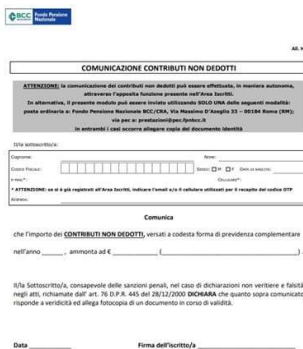 BCC
Fondo Pensione
Nazionale
All.
COMUNICAZIONE CONTRIBUTI NON DEDOTTI
ATTENZIONE: la comunicazione dei contributi non dedotti può essere effettuata, in maniera autonoma,
attraverso l'apposita funzione presente nell'Area Iscritti.
In alternativa, il presente modulo può essere inviato utilizzando SOLO UNA delle seguenti modalità:
posta ordinaria a: Fondo Pensione Nazionale BCC/CRA, Via Massimo D'Azeglio 33 – 00184 Roma (RM);
via pec a: prestazioni@pec.fpnbcc.it
in entrambi i casi occorre allegare copia del documento identità
Il/la sottoscritto/a:
Cognome: Nome:
Codice Fiscale: Sesso: M F Data di nascita:
e-mail*: Cellulare*:
* ATTENZIONE: se si è già registrati all'Area Iscritti, indicare l'email e/o il cellulare utilizzati per il recapito del codice OTP
Azienda:
Comunica
che l'importo dei CONTRIBUTI NON DEDOTTI, versati a codesta forma di previdenza complementare
nell'anno ______ , ammonta ad € ____________ (____________________________________) .
Il/la Sottoscritto/a, consapevole delle sanzioni penali, nel caso di dichiarazioni non veritiere e falsità
negli atti, richiamate dall' art. 76 D.P.R. 445 del 28/12/2000 DICHIARA che quanto sopra comunicato
risponde a veridicità ed allega fotocopia di un documento in corso di validità.
Data ____________ Firma dell'iscritto/a ____________________